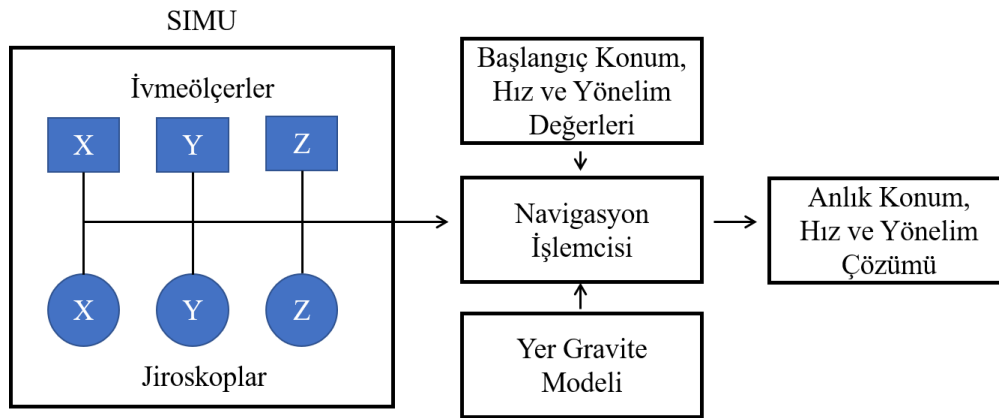 SIMU
İvmeölçerler
X
Y
Z
X
Y
Z
Jiroskoplar
Başlangıç Konum,
Hız ve Yönelim
Değerleri
Navigasyon
İşlemcisi
Yer Gravite
Modeli
Anlık Konum,
Hız ve Yönelim
Çözümü